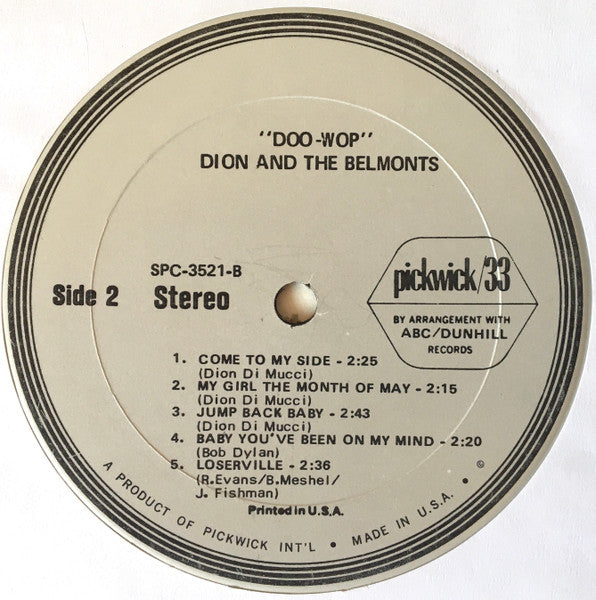 "DOO-WOP"
DION AND THE BELMONTS
SPC-3521-B
Side 2 Stereo
pickwick/33
BY ARRANGEMENT WITH
ABC/DUNHILL
RECORDS
1. COME TO MY SIDE - 2:25
(Dion Di Mucci)
2. MY GIRL THE MONTH OF MAY - 2:15
(Dion Di Mucci)
3. JUMP BACK BABY - 2:43
(Dion Di Mucci)
4. BABY YOU'VE BEEN ON MY MIND - 2:20
(Bob Dylan)
5. LOSERVILLE - 2:36
(R.Evans/B.Meshel/
J. Fishman)
Printed in U.S.A.
A PRODUCT OF PICKWICK INT'L • MADE IN U.S.A. • ©